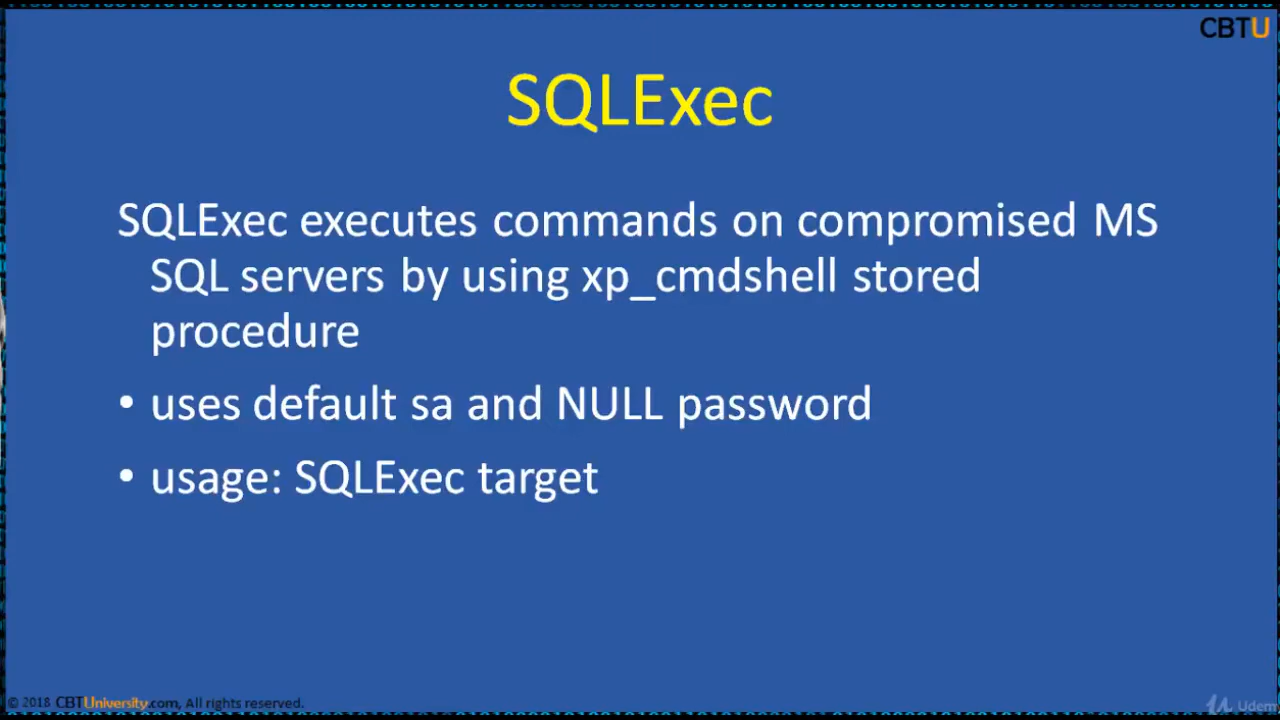 CBTU
SQLExec
SQLExec executes commands on compromised MS
SQL servers by using xp_cmdshell stored
procedure
• uses default sa and NULL password
• usage: SQLExec target
© 2018 CBTUniversity.com, All rights reserved.